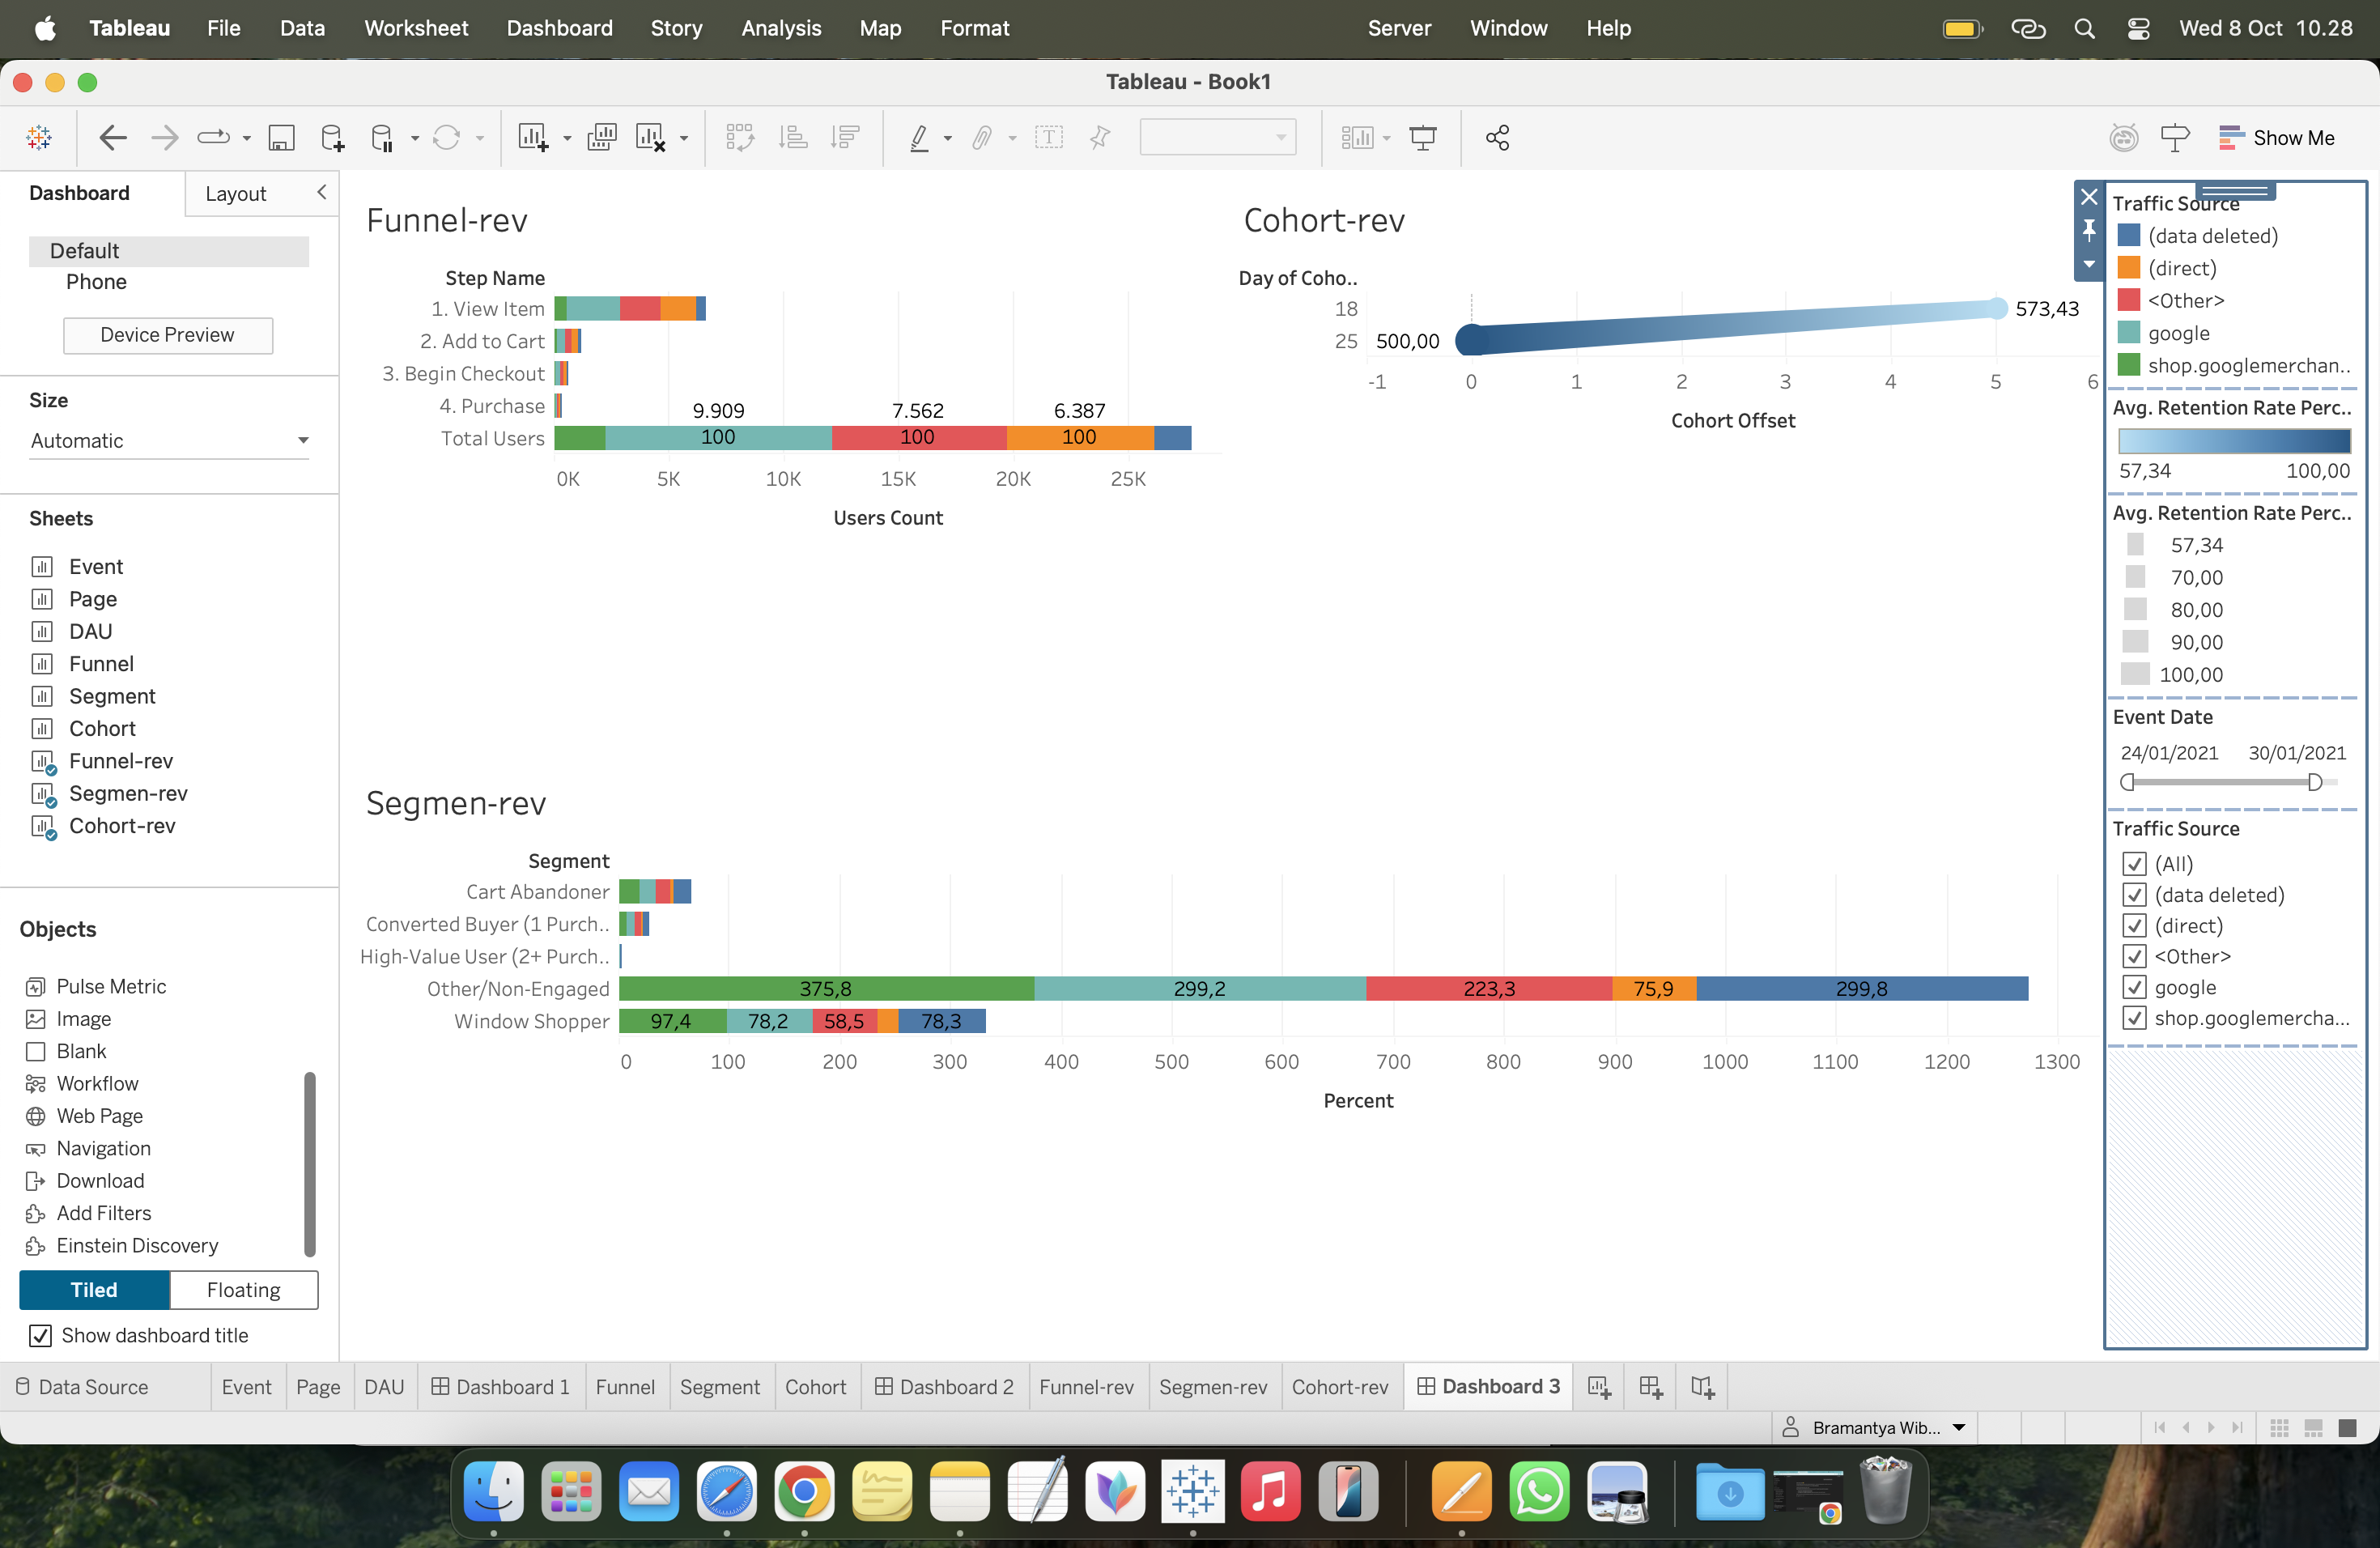 Tableau File Data Worksheet Dashboard Story Analysis Map Format Server Window Help Wed 8 Oct 10.28
Tableau - Book1
Show Me
Dashboard Layout
Default
Phone
Device Preview
Size
Automatic
Sheets
Event
Page
DAU
Funnel
Segment
Cohort
Funnel-rev
Segmen-rev
Cohort-rev
Objects
Pulse Metric
Image
Blank
Workflow
Web Page
Navigation
Download
Add Filters
Einstein Discovery
Tiled Floating
Show dashboard title
Funnel-rev
Step Name
1. View Item
2. Add to Cart
3. Begin Checkout
4. Purchase
9.909 7.562 6.387
Total Users 100 100 100
0K 5K 10K 15K 20K 25K
Users Count
Cohort-rev
Day of Coho..
18 573,43
25 500,00
-1 0 1 2 3 4 5 6
Cohort Offset
Segmen-rev
Segment
Cart Abandoner
Converted Buyer (1 Purch..
High-Value User (2+ Purch..
Other/Non-Engaged 375,8 299,2 223,3 75,9 299,8
Window Shopper 97,4 78,2 58,5 78,3
0 100 200 300 400 500 600 700 800 900 1000 1100 1200 1300
Percent
Traffic Source
(data deleted)
(direct)
<Other>
google
shop.googlemerchan..
Avg. Retention Rate Perc..
57,34 100,00
Avg. Retention Rate Perc..
57,34
70,00
80,00
90,00
100,00
Event Date
24/01/2021 30/01/2021
Traffic Source
(All)
(data deleted)
(direct)
<Other>
google
shop.googlemercha...
Data Source Event Page DAU Dashboard 1 Funnel Segment Cohort Dashboard 2 Funnel-rev Segmen-rev Cohort-rev Dashboard 3
Bramantya Wib...